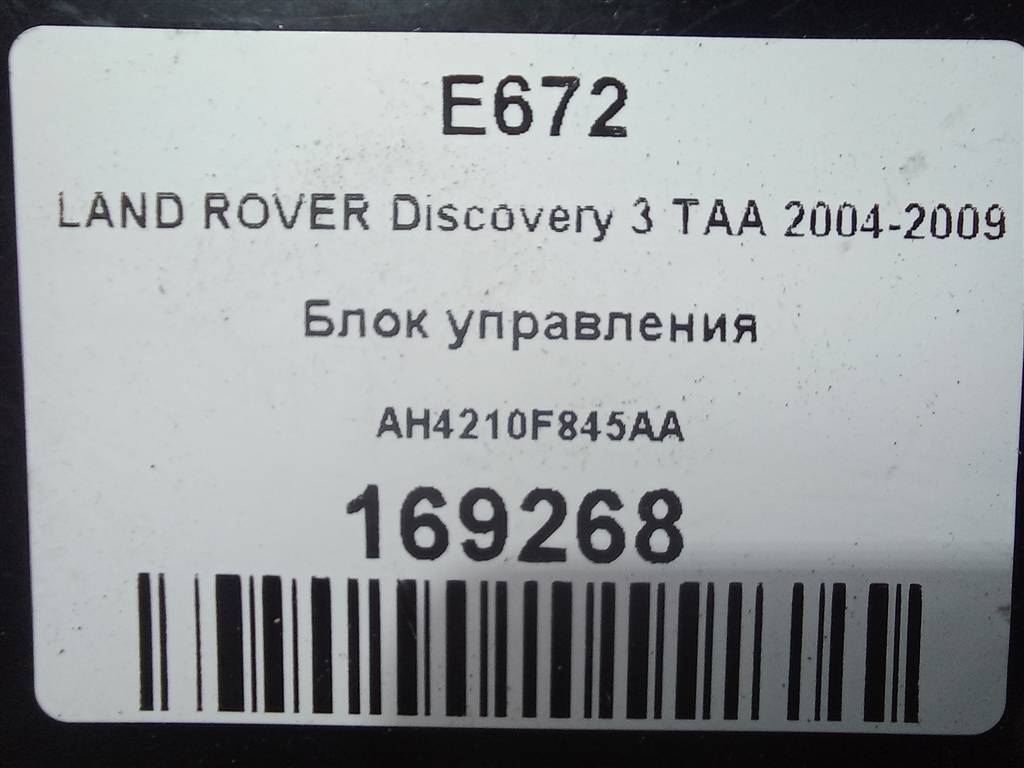 E672
LAND ROVER Discovery 3 TAA 2004-2009
Блок управления
AH4210F845AA
169268